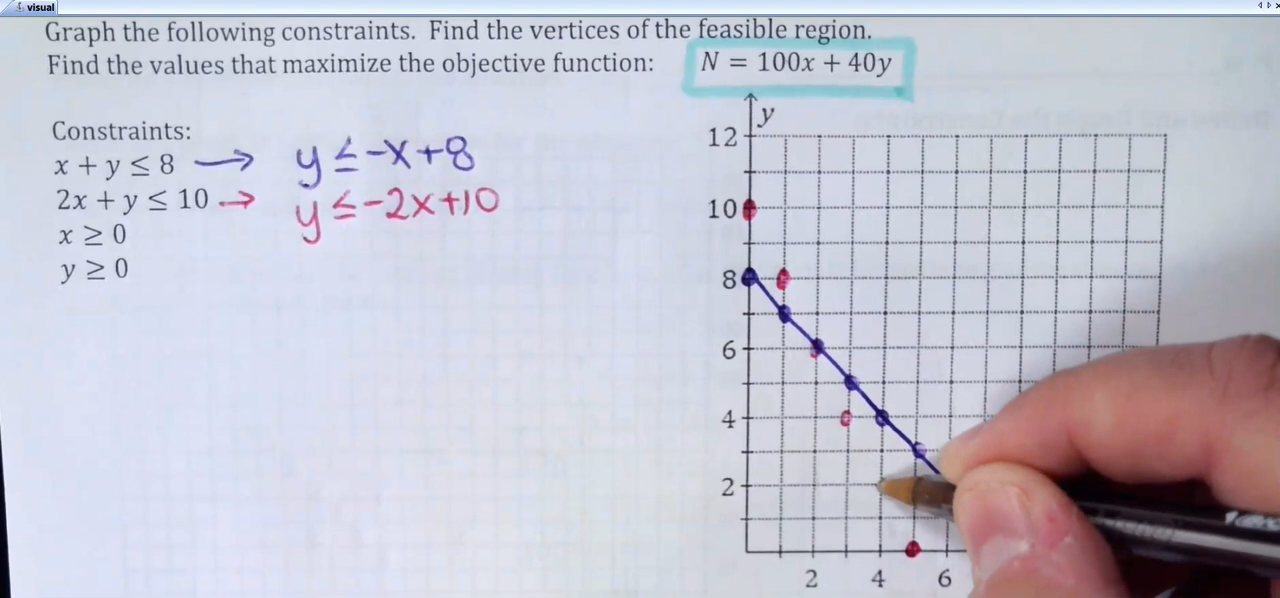 visual
Graph the following constraints. Find the vertices of the feasible region.
Find the values that maximize the objective function: N = 100x + 40y
Constraints:
x + y ≤ 8 → y ≤ -x+8
2x + y ≤ 10 → y ≤ -2x+10
x ≥ 0
y ≥ 0
y
12
10
8
6
4
2
2 4 6